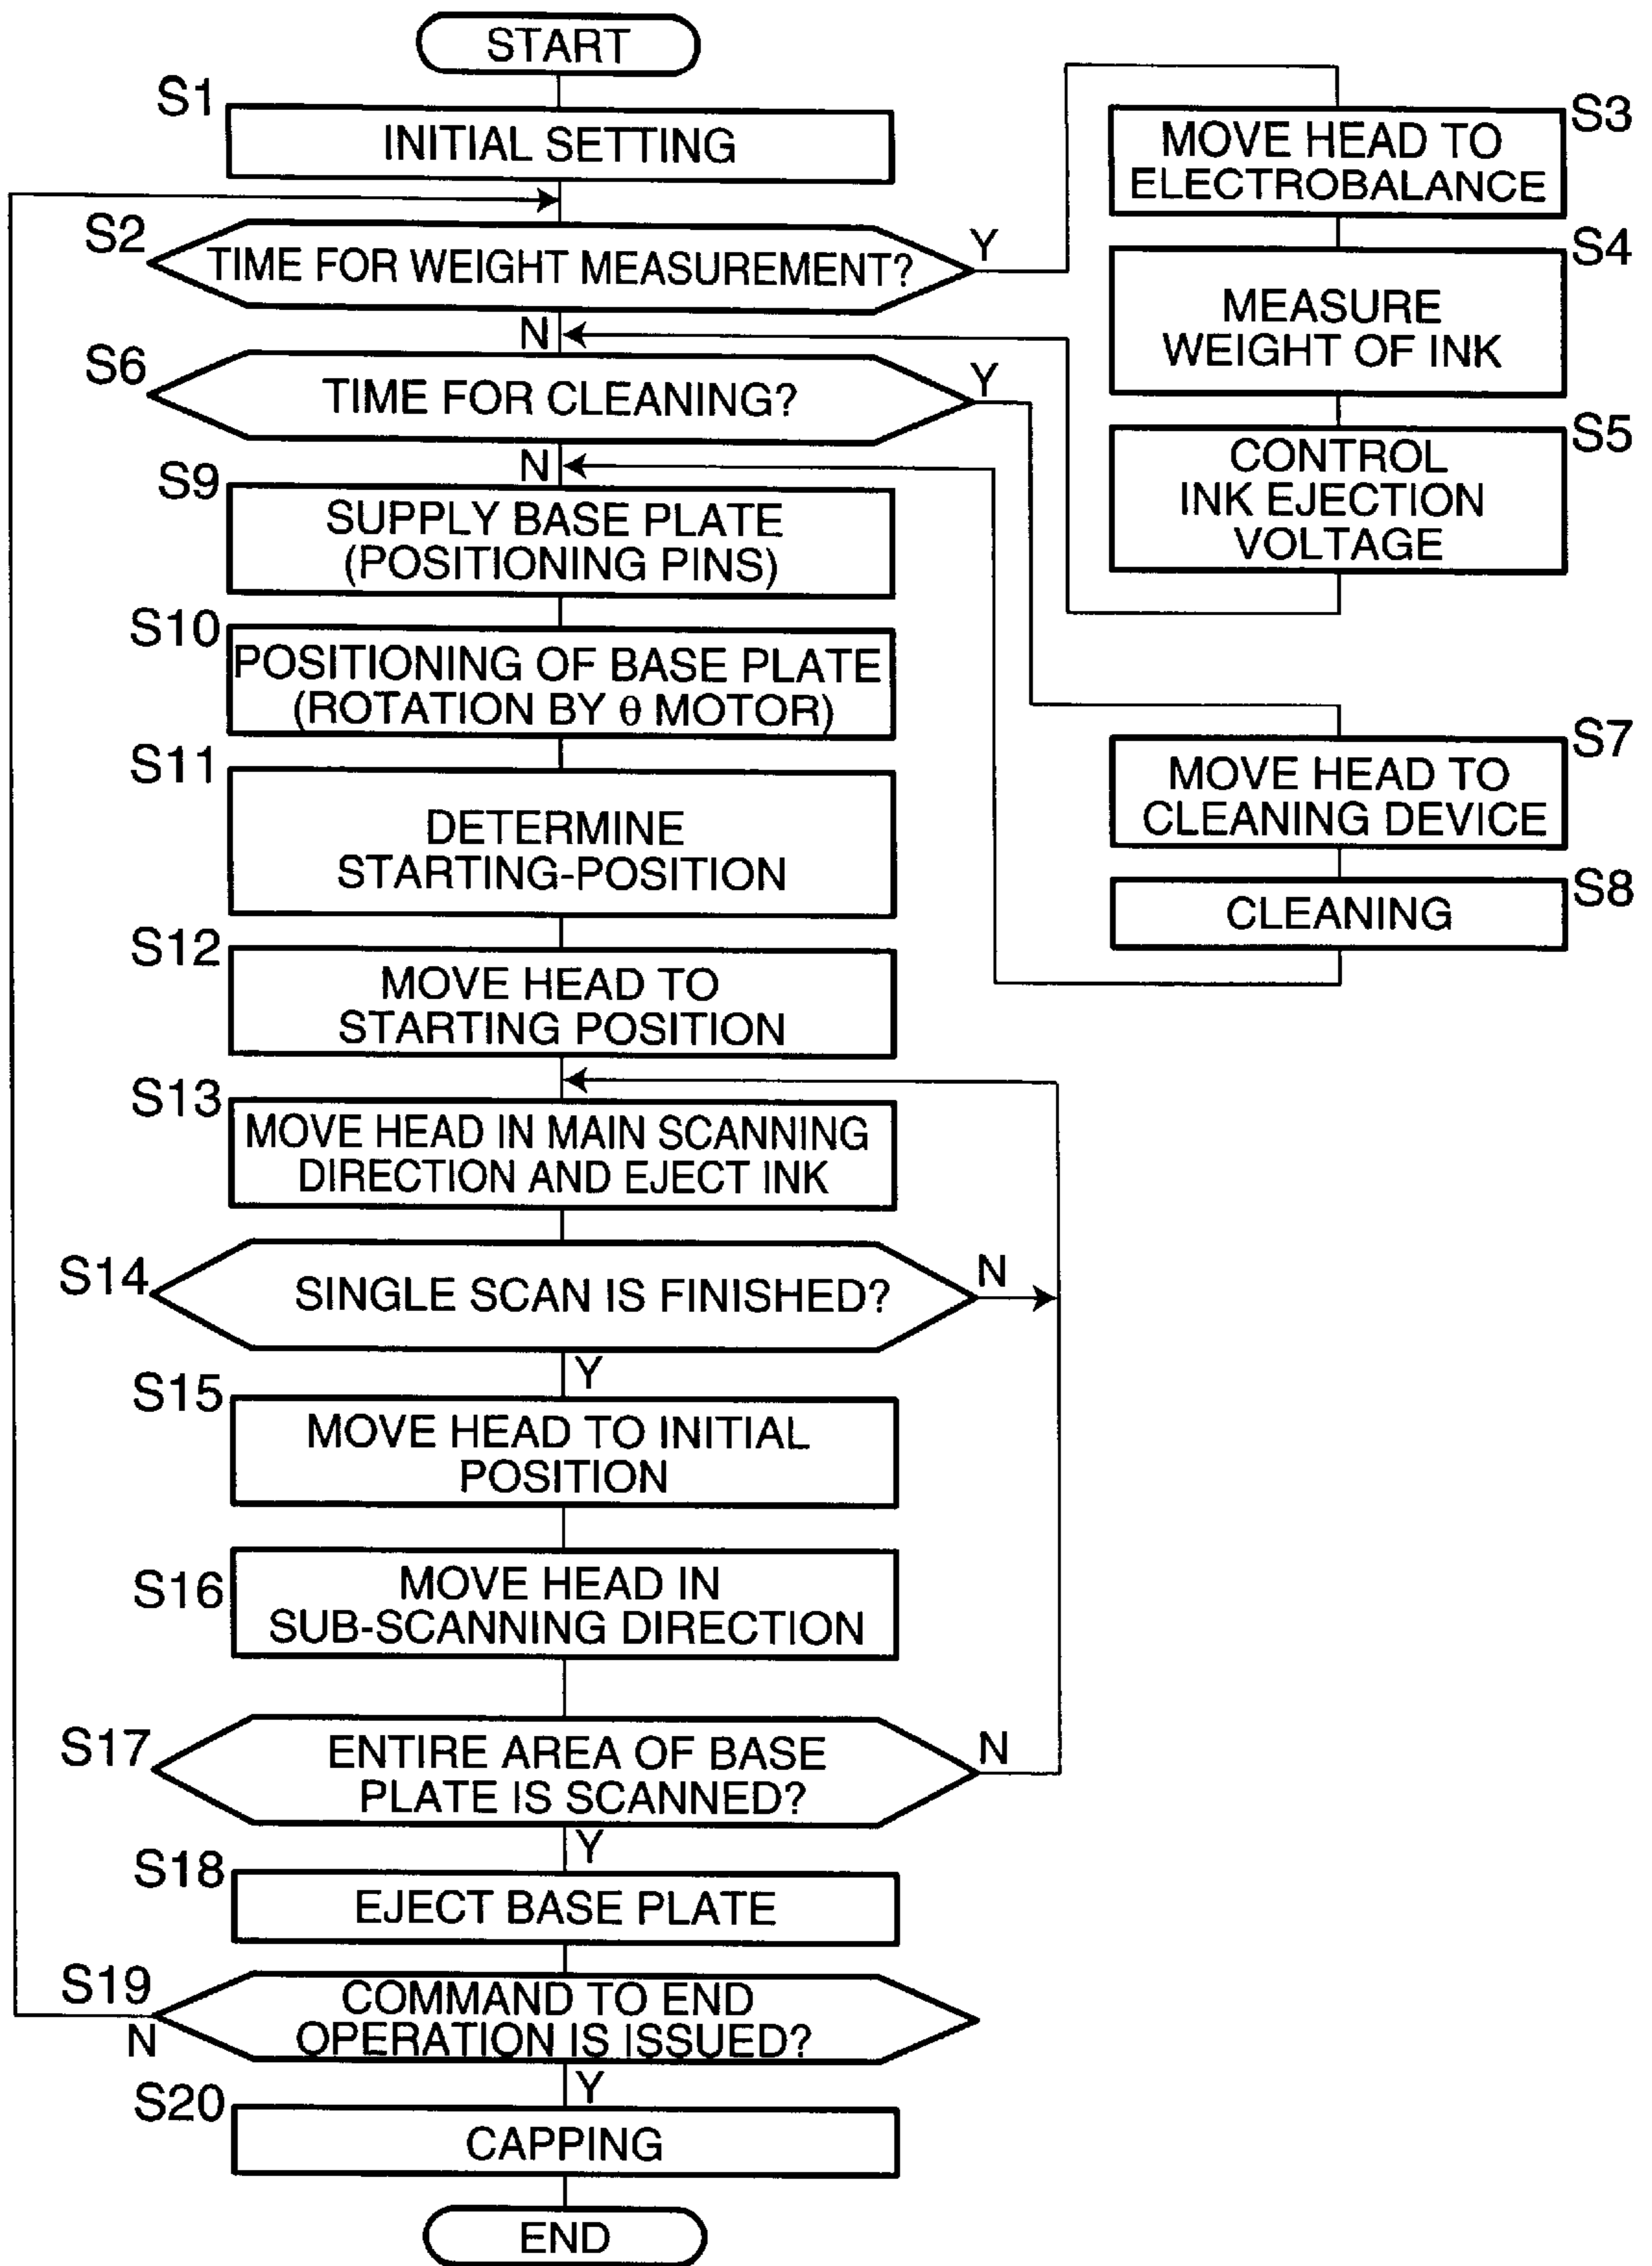 START
S1
INITIAL SETTING
S2
TIME FOR WEIGHT MEASUREMENT?
Y
N
S3
MOVE HEAD TO
ELECTROBALANCE
S4
MEASURE
WEIGHT OF INK
S5
CONTROL
INK EJECTION
VOLTAGE
S6
TIME FOR CLEANING?
Y
N
S7
MOVE HEAD TO
CLEANING DEVICE
S8
CLEANING
S9
SUPPLY BASE PLATE
(POSITIONING PINS)
S10
POSITIONING OF BASE PLATE
(ROTATION BY θ MOTOR)
S11
DETERMINE
STARTING-POSITION
S12
MOVE HEAD TO
STARTING POSITION
S13
MOVE HEAD IN MAIN SCANNING
DIRECTION AND EJECT INK
S14
SINGLE SCAN IS FINISHED?
N
Y
S15
MOVE HEAD TO INITIAL
POSITION
S16
MOVE HEAD IN
SUB-SCANNING DIRECTION
S17
ENTIRE AREA OF BASE
PLATE IS SCANNED?
N
Y
S18
EJECT BASE PLATE
S19
COMMAND TO END
OPERATION IS ISSUED?
N
Y
S20
CAPPING
END